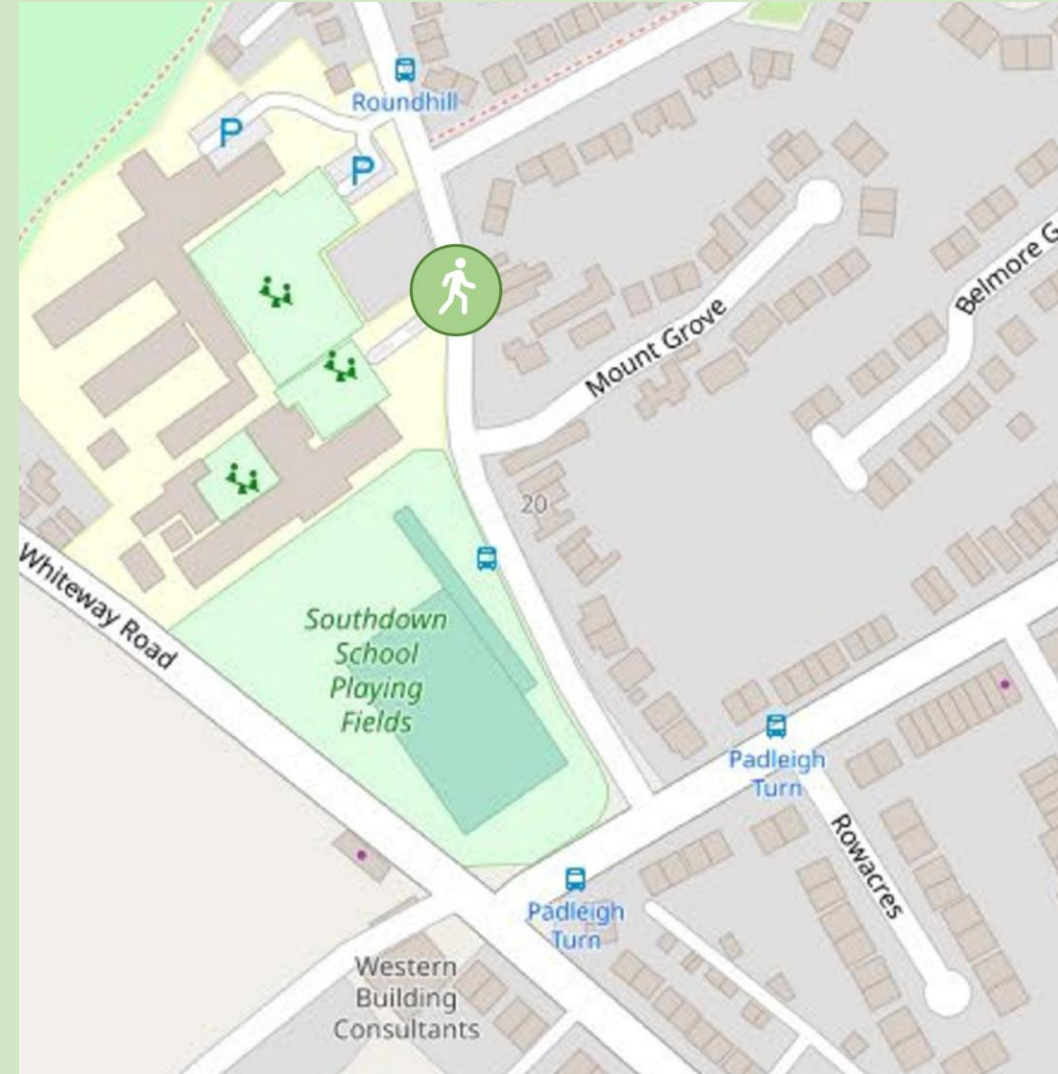 Roundhill
P
P
Belmore G
Mount Grove
20
Whiteway Road
Southdown
School
Playing
Fields
Padleigh
Turn
Rowacres
Padleigh
Turn
Western
Building
Consultants